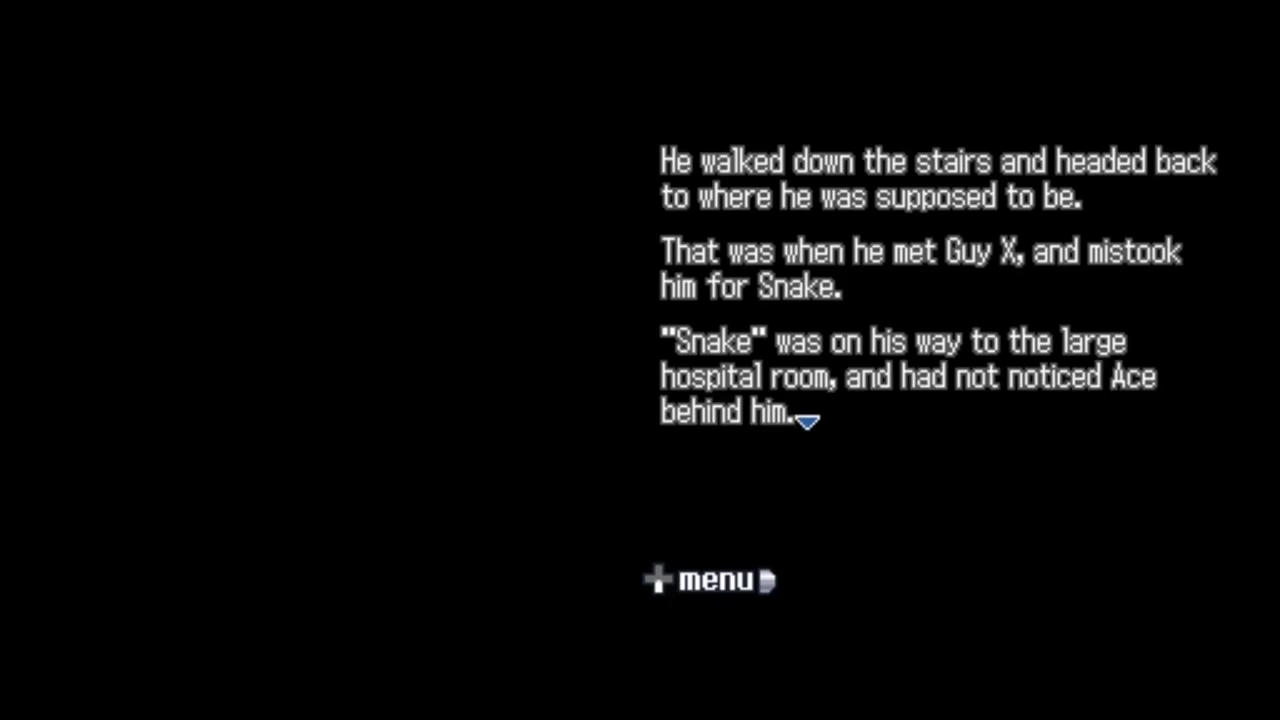 He walked down the stairs and headed back
to where he was supposed to be.
That was when he met Guy X, and mistook
him for Snake.
"Snake" was on his way to the large
hospital room, and had not noticed Ace
behind him.
menu